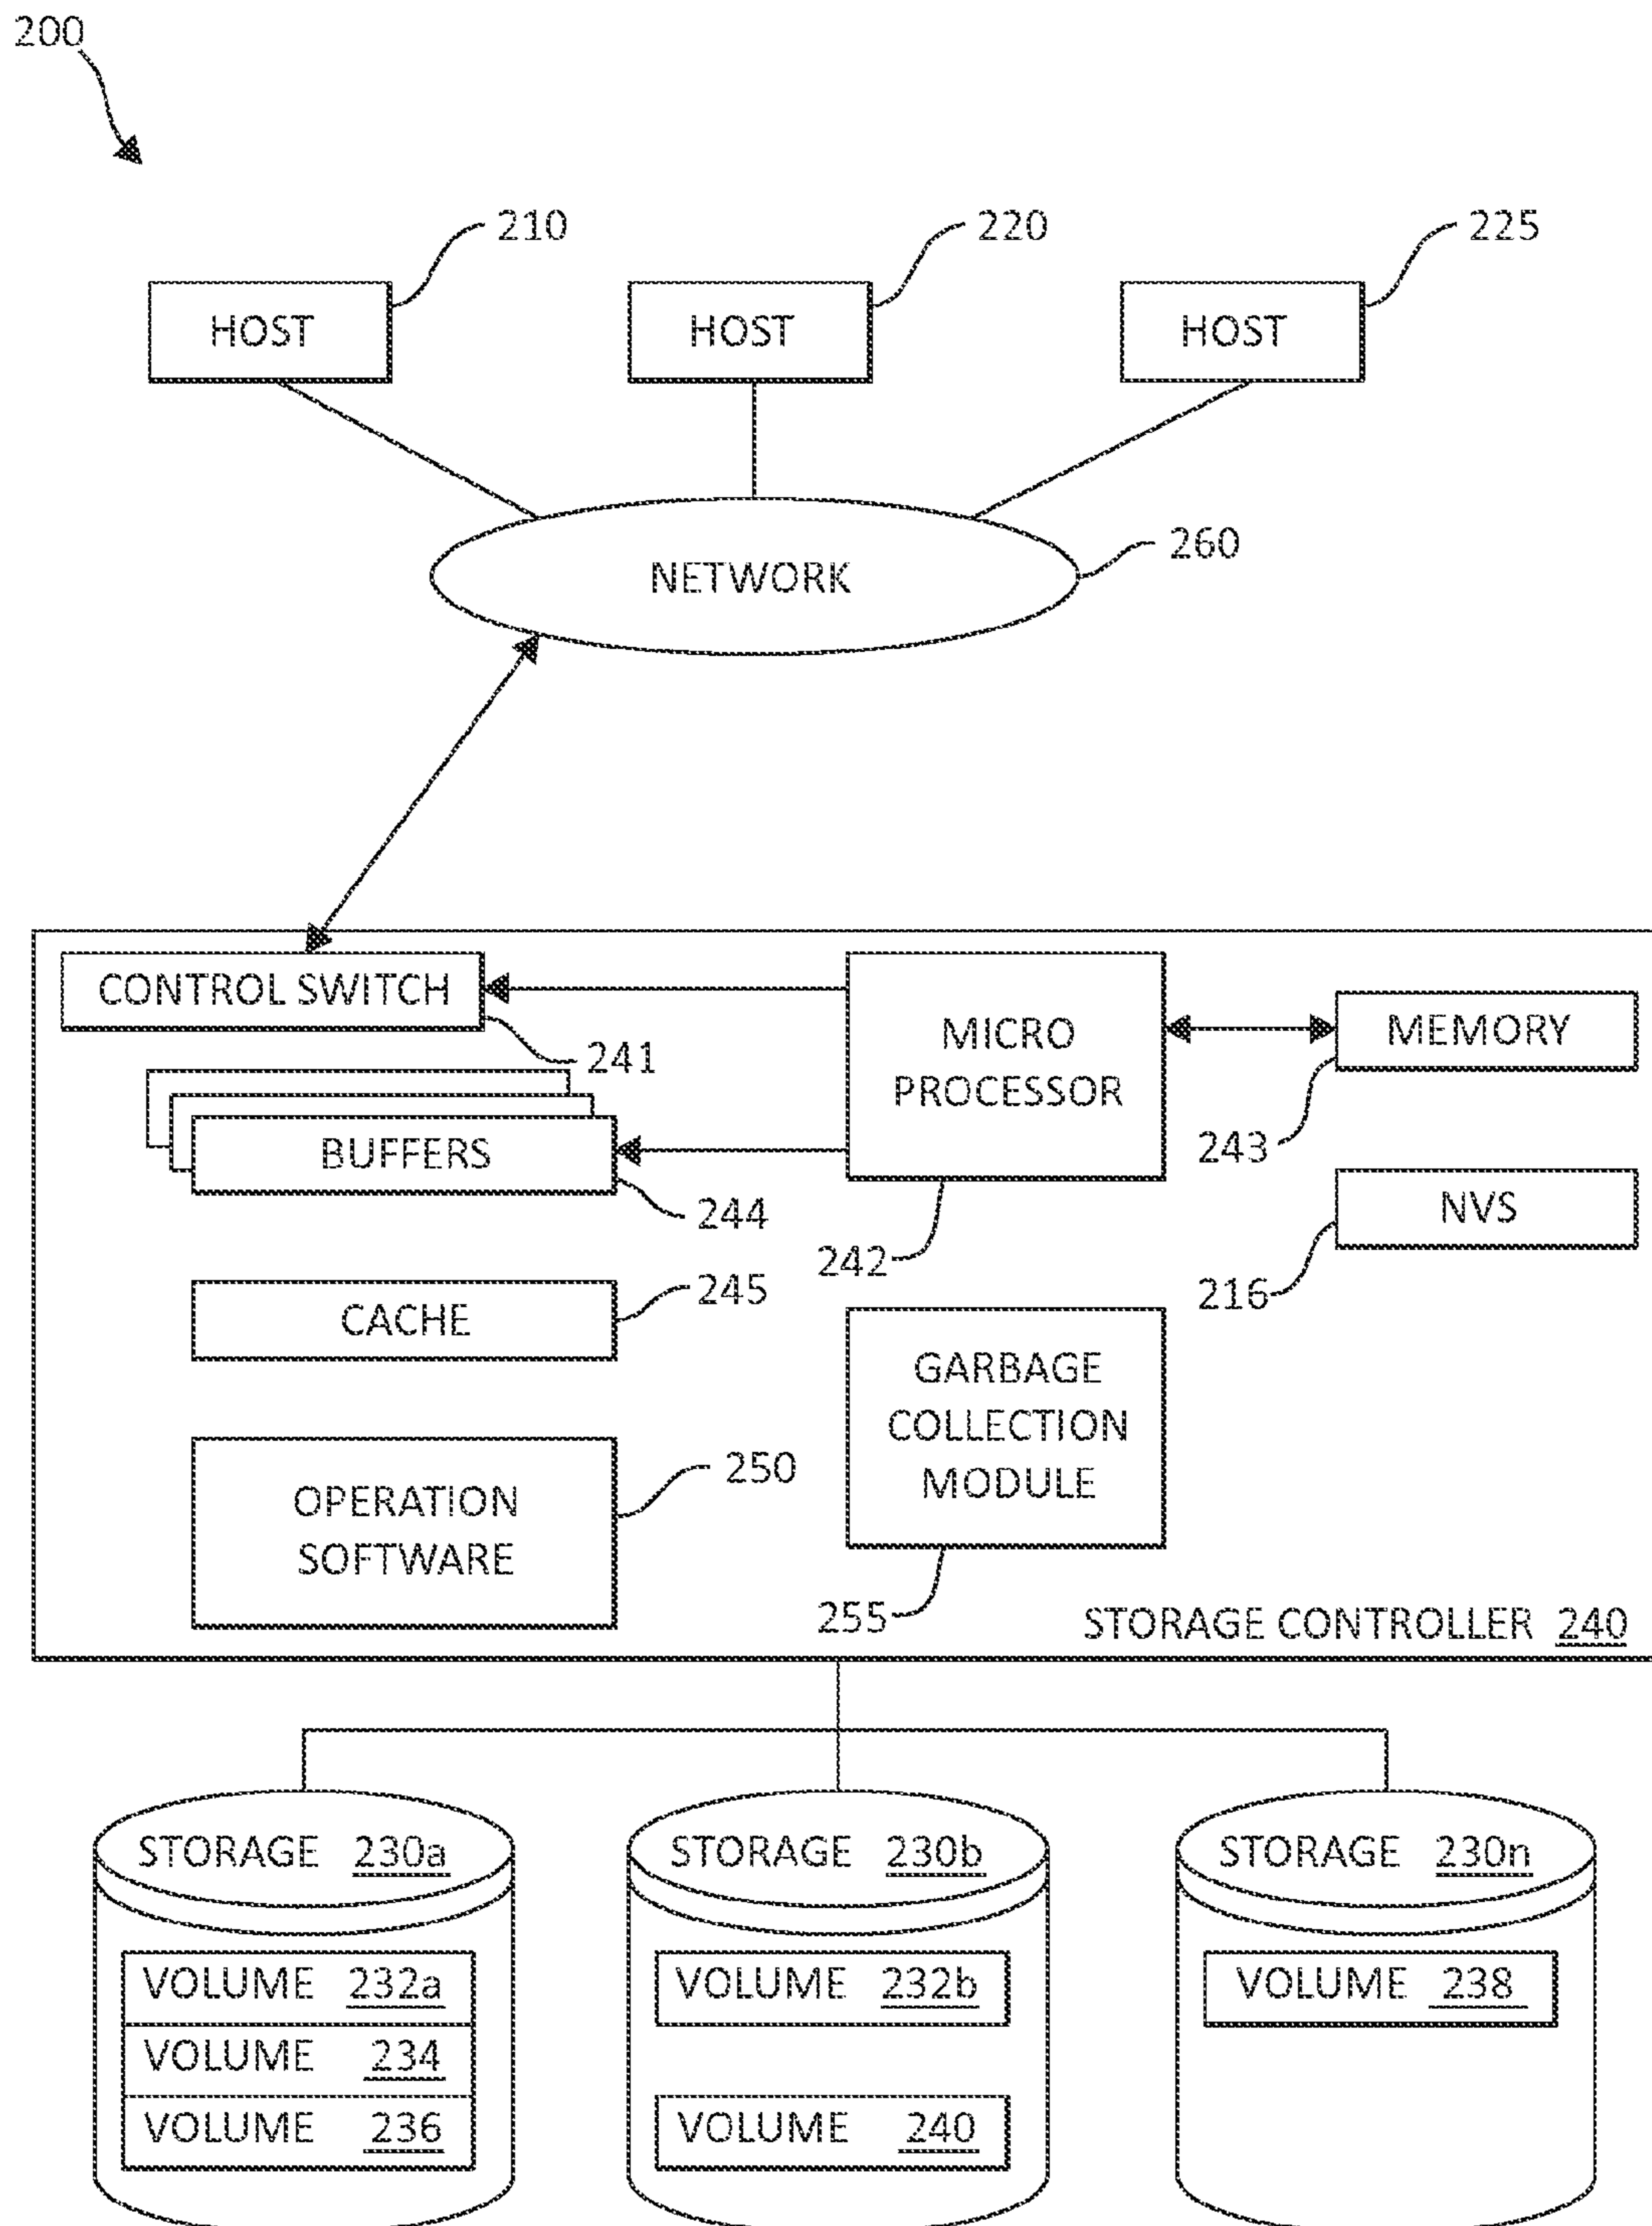 200
210
220
225
HOST
HOST
HOST
260
NETWORK
CONTROL SWITCH
241
MICRO
PROCESSOR
MEMORY
243
BUFFERS
244
242
NVS
216
245
CACHE
GARBAGE
COLLECTION
MODULE
250
OPERATION
SOFTWARE
255
STORAGE CONTROLLER 240
STORAGE 230a
STORAGE 230b
STORAGE 230n
VOLUME 232a
VOLUME 234
VOLUME 236
VOLUME 232b
VOLUME 240
VOLUME 238